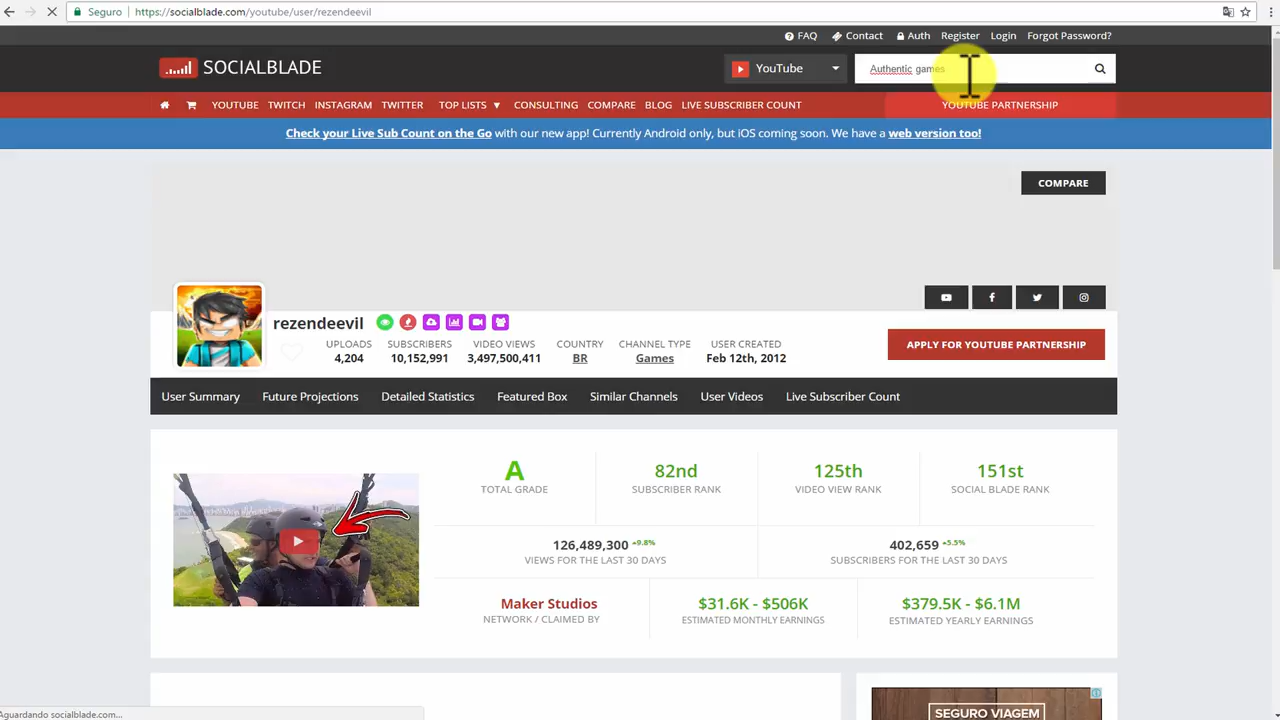 Seguro https://socialblade.com/youtube/user/rezendeevil
FAQ Contact Auth Register Login Forgot Password?
SOCIALBLADE YouTube Authentic games
YOUTUBE TWITCH INSTAGRAM TWITTER TOP LISTS CONSULTING COMPARE BLOG LIVE SUBSCRIBER COUNT YOUTUBE PARTNERSHIP
Check your Live Sub Count on the Go with our new app! Currently Android only, but iOS coming soon. We have a web version too!
COMPARE
rezendeevil
UPLOADS SUBSCRIBERS VIDEO VIEWS COUNTRY CHANNEL TYPE USER CREATED
4,204 10,152,991 3,497,500,411 BR Games Feb 12th, 2012
APPLY FOR YOUTUBE PARTNERSHIP
User Summary Future Projections Detailed Statistics Featured Box Similar Channels User Videos Live Subscriber Count
A 82nd 125th 151st
TOTAL GRADE SUBSCRIBER RANK VIDEO VIEW RANK SOCIAL BLADE RANK
126,489,300 9.8% 402,659 5.5%
VIEWS FOR THE LAST 30 DAYS SUBSCRIBERS FOR THE LAST 30 DAYS
Maker Studios $31.6K - $506K $379.5K - $6.1M
NETWORK / CLAIMED BY ESTIMATED MONTHLY EARNINGS ESTIMATED YEARLY EARNINGS
SEGURO VIAGEM
Aguardando socialblade.com...